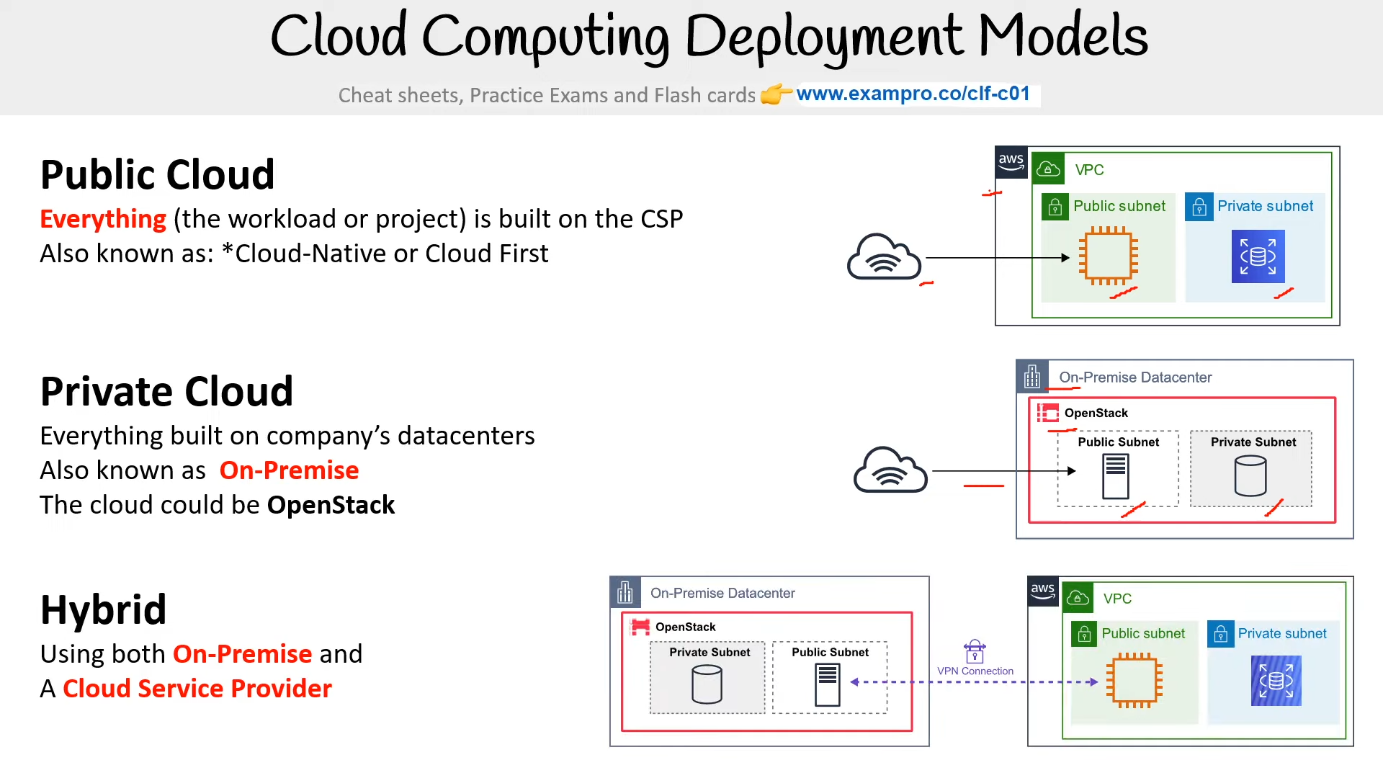 Cloud Computing Deployment Models
Cheat sheets, Practice Exams and Flash cards 👉 www.exampro.co/clf-c01
Public Cloud
Everything (the workload or project) is built on the CSP
Also known as: *Cloud-Native or Cloud First
aws
VPC
Public subnet
Private subnet
Private Cloud
Everything built on company's datacenters
Also known as On-Premise
The cloud could be OpenStack
On-Premise Datacenter
OpenStack
Public Subnet
Private Subnet
Hybrid
Using both On-Premise and
A Cloud Service Provider
On-Premise Datacenter
OpenStack
Private Subnet
Public Subnet
VPN Connection
aws
VPC
Public subnet
Private subnet